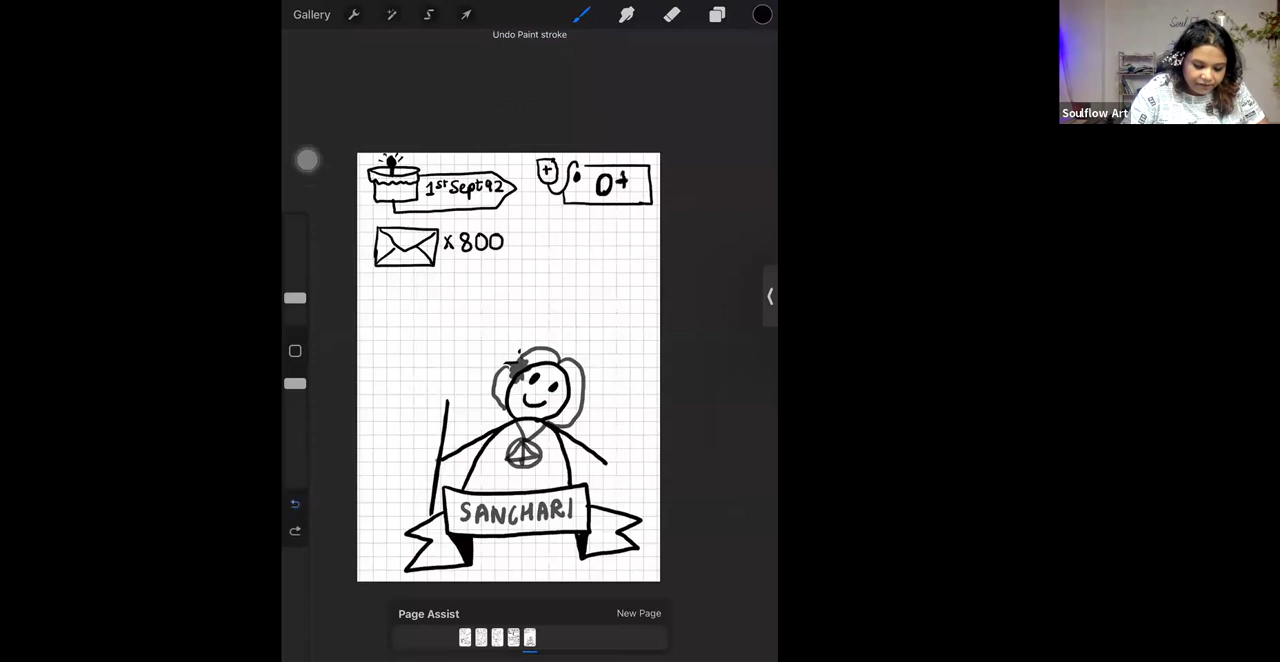 Gallery
Undo Paint stroke
Soulflow Art
1st Sept 92
O+
x 800
SANCHARI
Page Assist
New Page